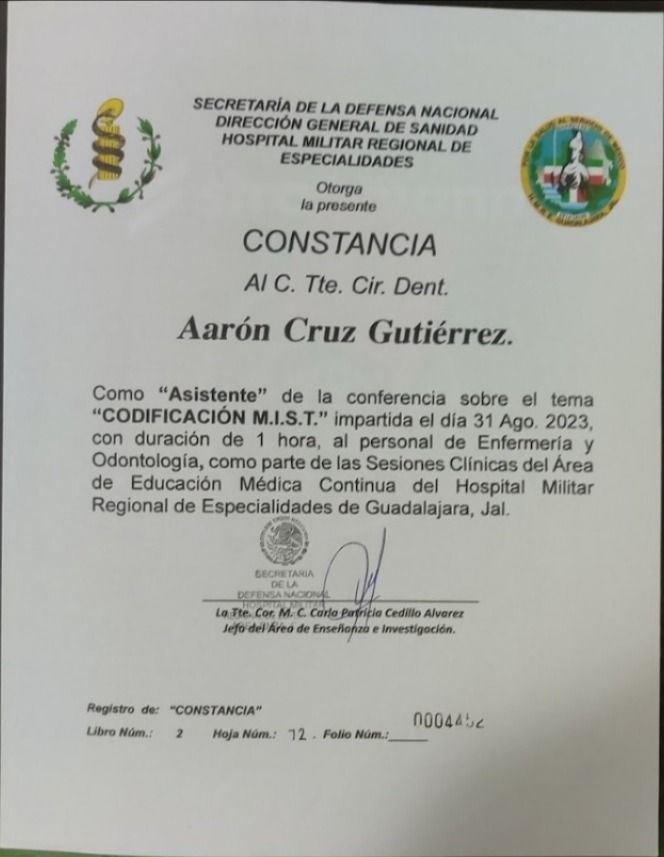 SECRETARÍA DE LA DEFENSA NACIONAL
DIRECCIÓN GENERAL DE SANIDAD
HOSPITAL MILITAR REGIONAL DE
ESPECIALIDADES
Otorga
la presente
CONSTANCIA
Al C. Tte. Cir. Dent.
Aarón Cruz Gutiérrez.
Como “Asistente” de la conferencia sobre el tema
“CODIFICACIÓN M.I.S.T.” impartida el día 31 Ago. 2023,
con duración de 1 hora, al personal de Enfermería y
Odontología, como parte de las Sesiones Clínicas del Área
de Educación Médica Continua del Hospital Militar
Regional de Especialidades de Guadalajara, Jal.
SECRETARIA
DE LA
DEFENSA NACIONAL
HOSPITAL MILITAR
La Tte. Cor. M. C. Carla Patricia Cedillo Alvarez
Jefa del Área de Enseñanza e Investigación.
Registro de: “CONSTANCIA”
0004452
Libro Núm.: 2 Hoja Núm.: 72. Folio Núm.: